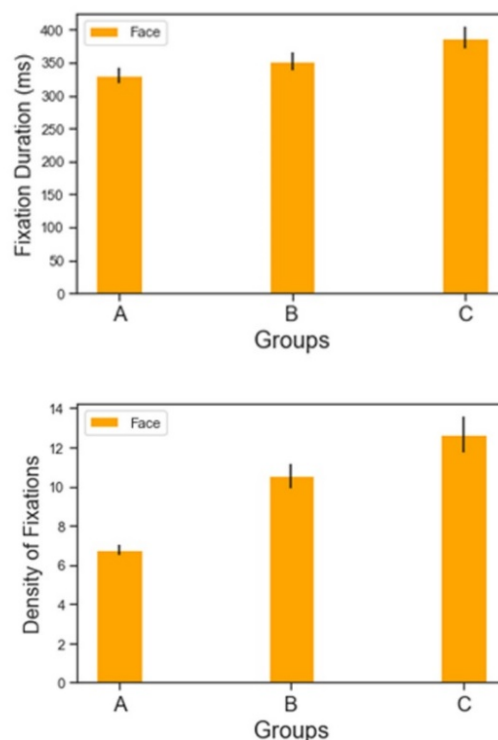 Fixation Duration (ms)
400
350
300
250
200
150
100
50
0
Face
A B C
Groups
Density of Fixations
14
12
10
8
6
4
2
0
Face
A B C
Groups